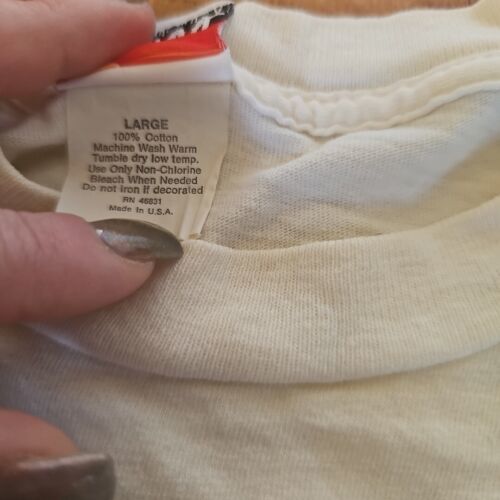 LARGE
100% Cotton
Machine Wash Warm
Tumble dry low temp.
Use Only Non-Chlorine
Bleach When Needed
Do not iron if decorated
RN 46831
Made In U.S.A.